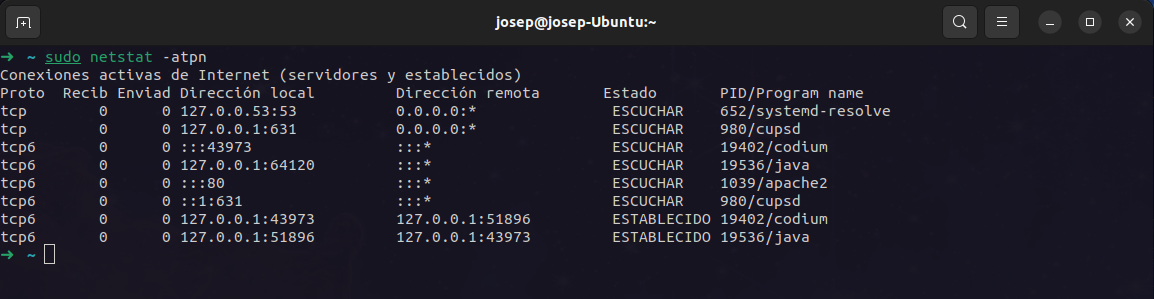 josep@josep-Ubuntu:~
➜ ~ sudo netstat -atpn
Conexiones activas de Internet (servidores y establecidos)
Proto  Recib Enviad Dirección local         Dirección remota       Estado       PID/Program name
tcp        0      0 127.0.0.53:53           0.0.0.0:*               ESCUCHAR    652/systemd-resolve
tcp        0      0 127.0.0.1:631           0.0.0.0:*               ESCUCHAR    980/cupsd
tcp6       0      0 :::43973                :::*                    ESCUCHAR    19402/codium
tcp6       0      0 127.0.0.1:64120         :::*                    ESCUCHAR    19536/java
tcp6       0      0 :::80                   :::*                    ESCUCHAR    1039/apache2
tcp6       0      0 ::1:631                 :::*                    ESCUCHAR    980/cupsd
tcp6       0      0 127.0.0.1:43973         127.0.0.1:51896         ESTABLECIDO 19402/codium
tcp6       0      0 127.0.0.1:51896         127.0.0.1:43973         ESTABLECIDO 19536/java
➜ ~